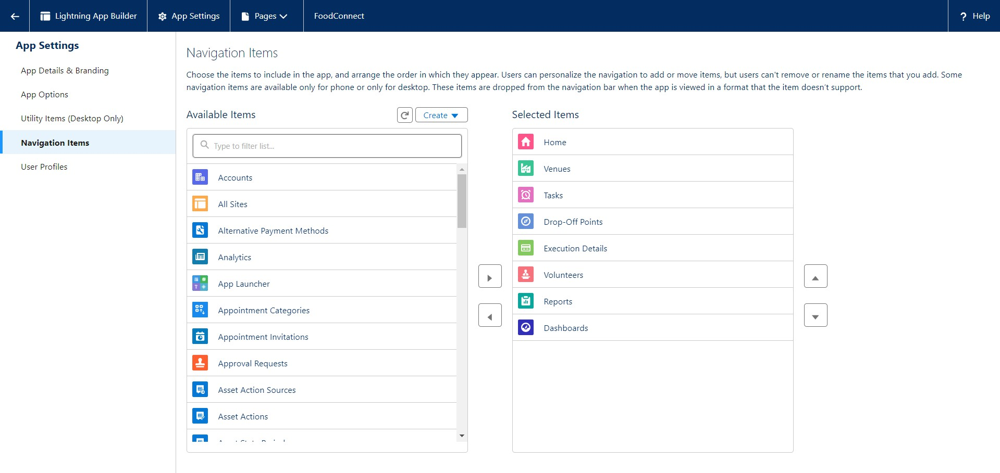 Lightning App Builder
App Settings
Pages
FoodConnect
? Help
App Settings
App Details & Branding
App Options
Utility Items (Desktop Only)
Navigation Items
User Profiles
Navigation Items
Choose the items to include in the app, and arrange the order in which they appear. Users can personalize the navigation to add or move items, but users can't remove or rename the items that you add. Some
navigation items are available only for phone or only for desktop. These items are dropped from the navigation bar when the app is viewed in a format that the item doesn’t support.
Available Items
Create
Type to filter list...
Accounts
All Sites
Alternative Payment Methods
Analytics
App Launcher
Appointment Categories
Appointment Invitations
Approval Requests
Asset Action Sources
Asset Actions
Selected Items
Home
Venues
Tasks
Drop-Off Points
Execution Details
Volunteers
Reports
Dashboards